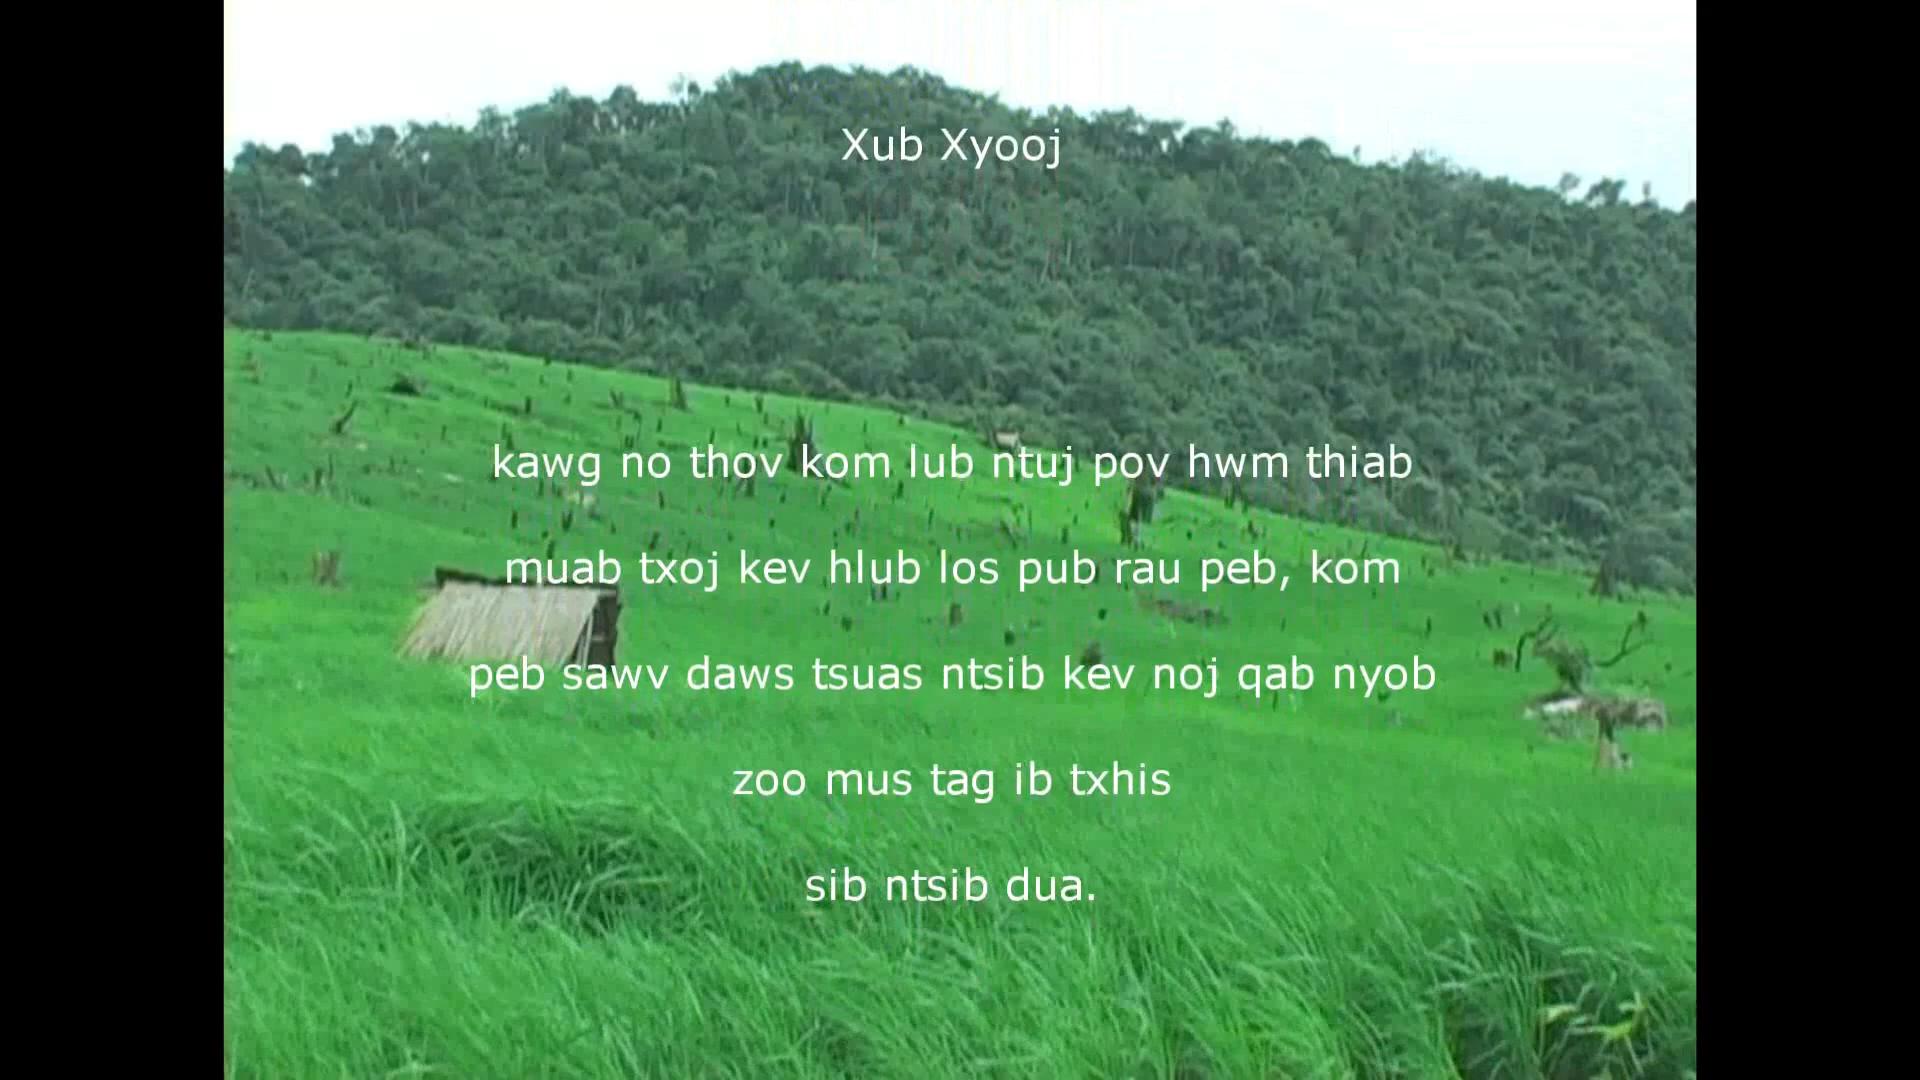 Xub Xyooj
kawg no thov kom lub ntuj pov hwm thiab
muab txoj kev hlub los pub rau peb, kom
peb sawv daws tsuas ntsib kev noj qab nyob
zoo mus tag ib txhis
sib ntsib dua.